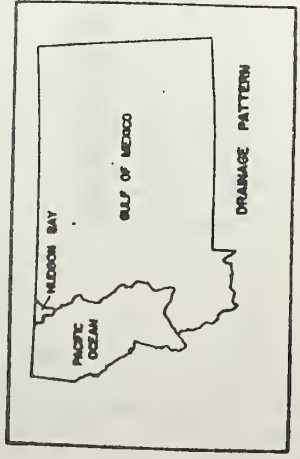 HUDSON BAY
PACIFIC
OCEAN
GULF OF MEXICO
DRAINAGE PATTERN